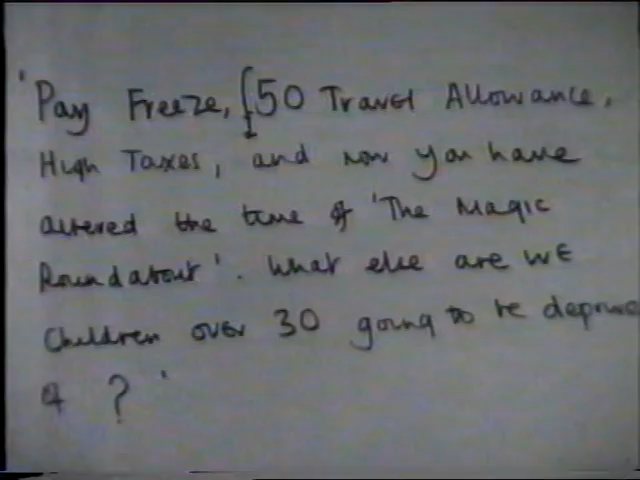 'Pay Freeze, £50 Travel Allowance,
High Taxes, and now you have
altered the time of 'The Magic
Roundabout'. What else are we
Children over 30 going to be deprive
of ?'